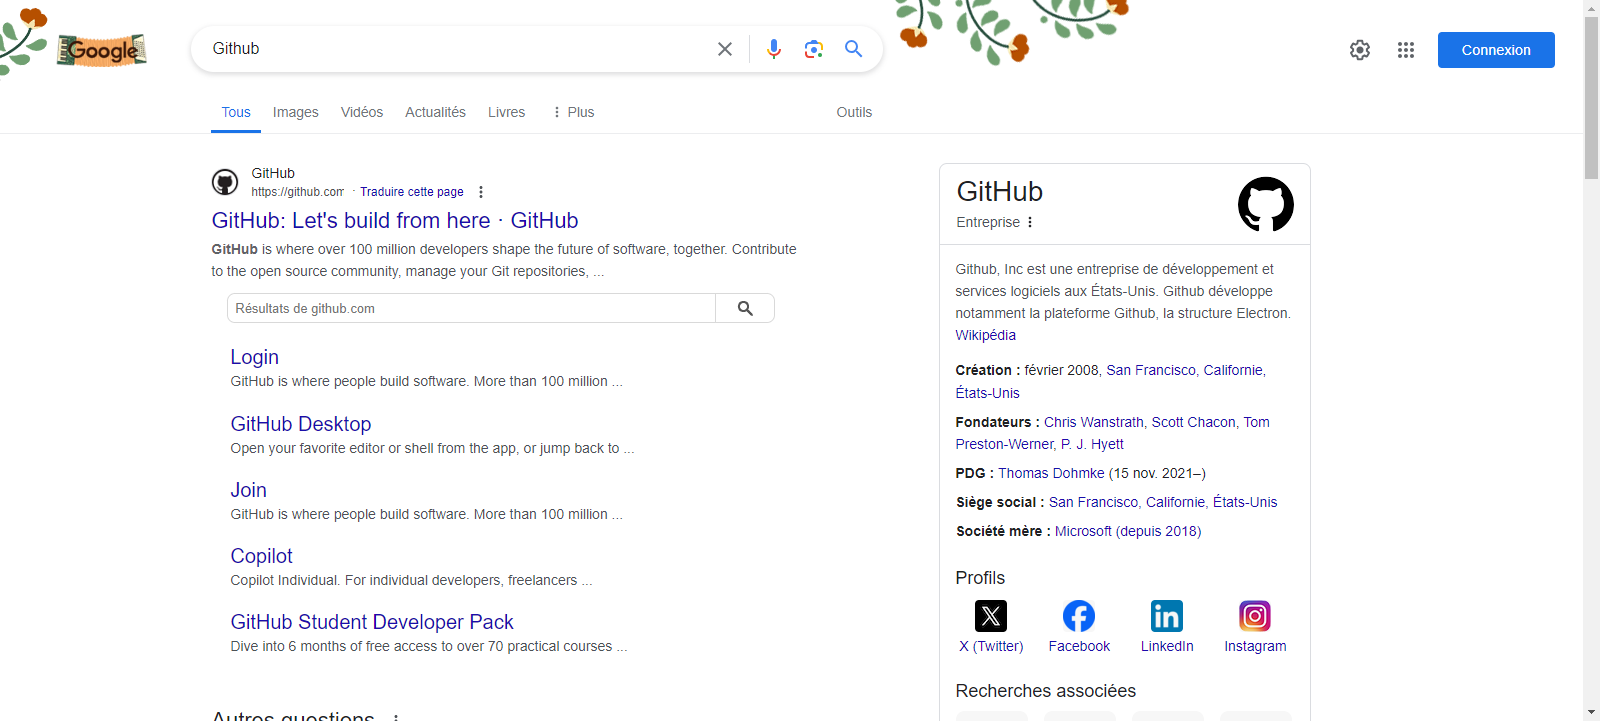 Google
Github
Connexion
Tous
Images
Vidéos
Actualités
Livres
Plus
Outils
GitHub
https://github.com · Traduire cette page
GitHub: Let's build from here · GitHub
GitHub is where over 100 million developers shape the future of software, together. Contribute
to the open source community, manage your Git repositories, ...
Résultats de github.com
Login
GitHub is where people build software. More than 100 million ...
GitHub Desktop
Open your favorite editor or shell from the app, or jump back to ...
Join
GitHub is where people build software. More than 100 million ...
Copilot
Copilot Individual. For individual developers, freelancers ...
GitHub Student Developer Pack
Dive into 6 months of free access to over 70 practical courses ...
Autres questions
GitHub
Entreprise
Github, Inc est une entreprise de développement et
services logiciels aux États-Unis. Github développe
notamment la plateforme Github, la structure Electron.
Wikipédia
Création : février 2008, San Francisco, Californie,
États-Unis
Fondateurs : Chris Wanstrath, Scott Chacon, Tom
Preston-Werner, P. J. Hyett
PDG : Thomas Dohmke (15 nov. 2021–)
Siège social : San Francisco, Californie, États-Unis
Société mère : Microsoft (depuis 2018)
Profils
X (Twitter)
Facebook
LinkedIn
Instagram
Recherches associées